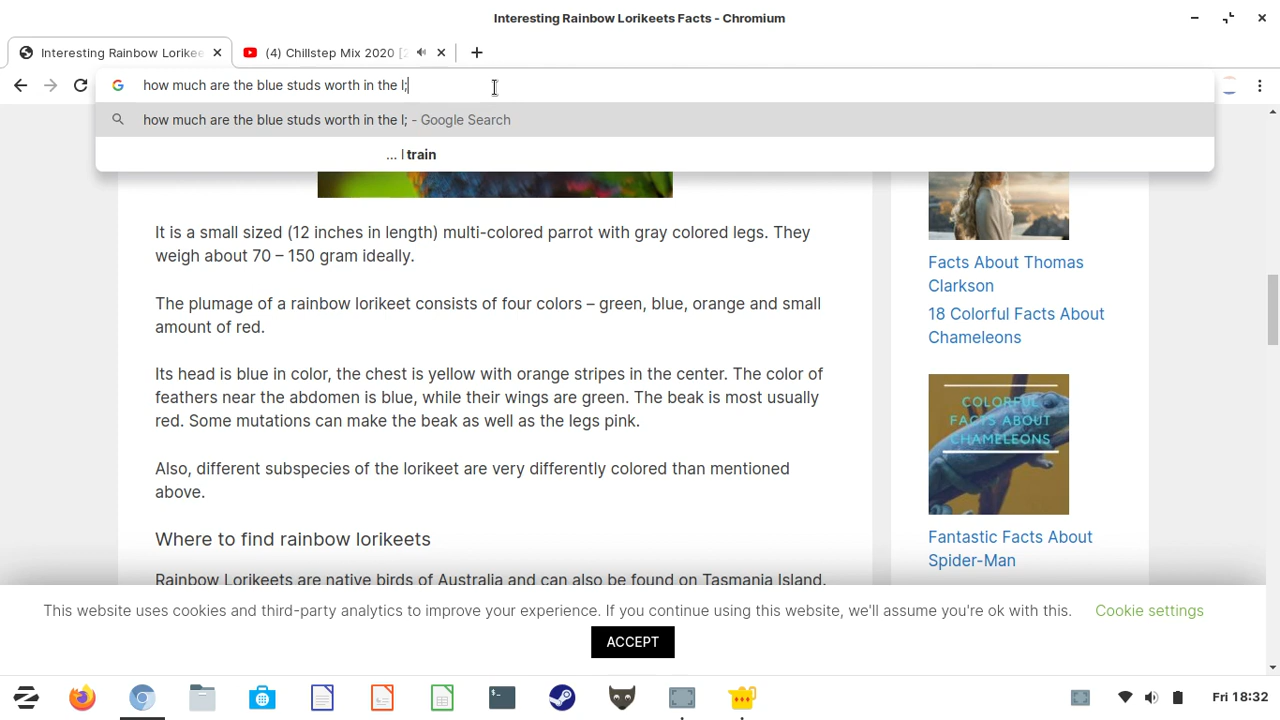 Interesting Rainbow Lorikeets Facts - Chromium
Interesting Rainbow Lorikee
(4) Chillstep Mix 2020 [2
how much are the blue studs worth in the l;
how much are the blue studs worth in the l; - Google Search
... l train
It is a small sized (12 inches in length) multi-colored parrot with gray colored legs. They
weigh about 70 – 150 gram ideally.
The plumage of a rainbow lorikeet consists of four colors – green, blue, orange and small
amount of red.
Its head is blue in color, the chest is yellow with orange stripes in the center. The color of
feathers near the abdomen is blue, while their wings are green. The beak is most usually
red. Some mutations can make the beak as well as the legs pink.
Also, different subspecies of the lorikeet are very differently colored than mentioned
above.
Where to find rainbow lorikeets
Rainbow Lorikeets are native birds of Australia and can also be found on Tasmania Island.
Facts About Thomas
Clarkson
18 Colorful Facts About
Chameleons
COLORFUL
FACTS ABOUT
CHAMELEONS
Fantastic Facts About
Spider-Man
This website uses cookies and third-party analytics to improve your experience. If you continue using this website, we'll assume you're ok with this.
Cookie settings
ACCEPT
Fri 18:32